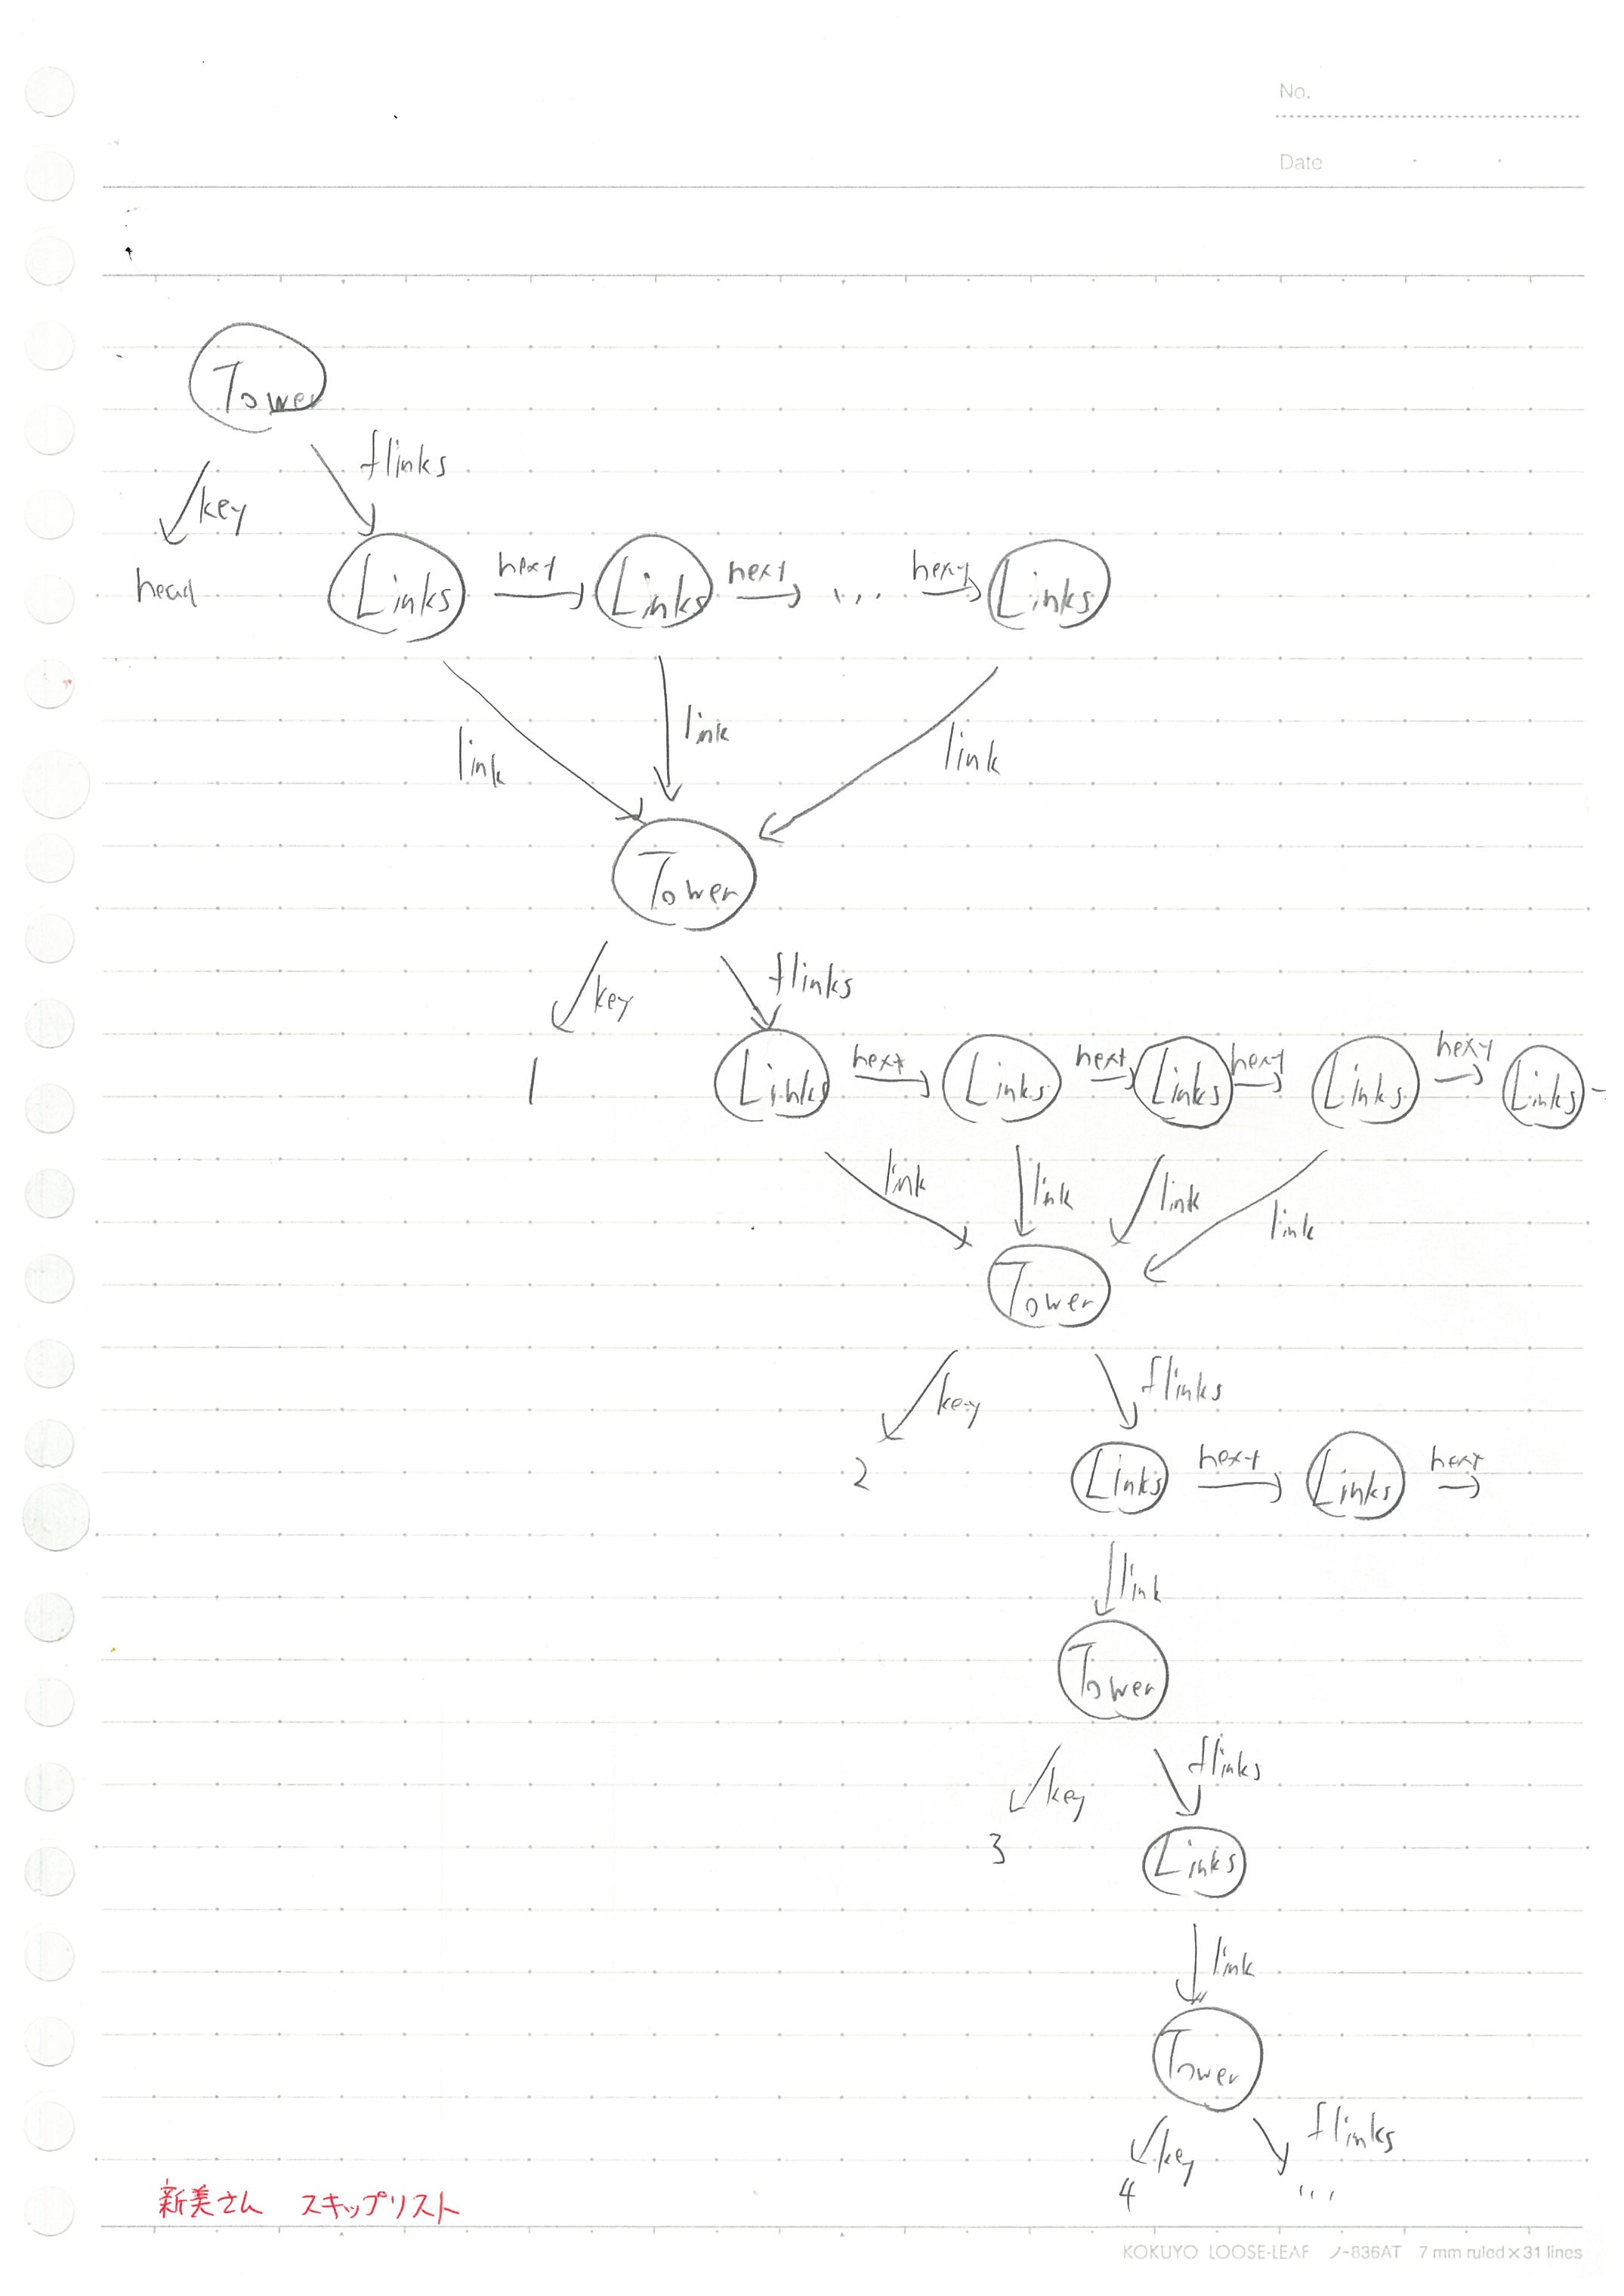 No.
Date
Tower
flinks
key
head Links next Links next ... next Links
link link link
Tower
key flinks
1 Links next Links next Links next Links next Links
link link link link
Tower
key flinks
2 Links next Links next
link
Tower
key flinks
3 Links
link
Tower
key flinks
4 ...
新美さん スキップリスト
KOKUYO LOOSE-LEAF ノ-836AT 7 mm ruled×31 lines